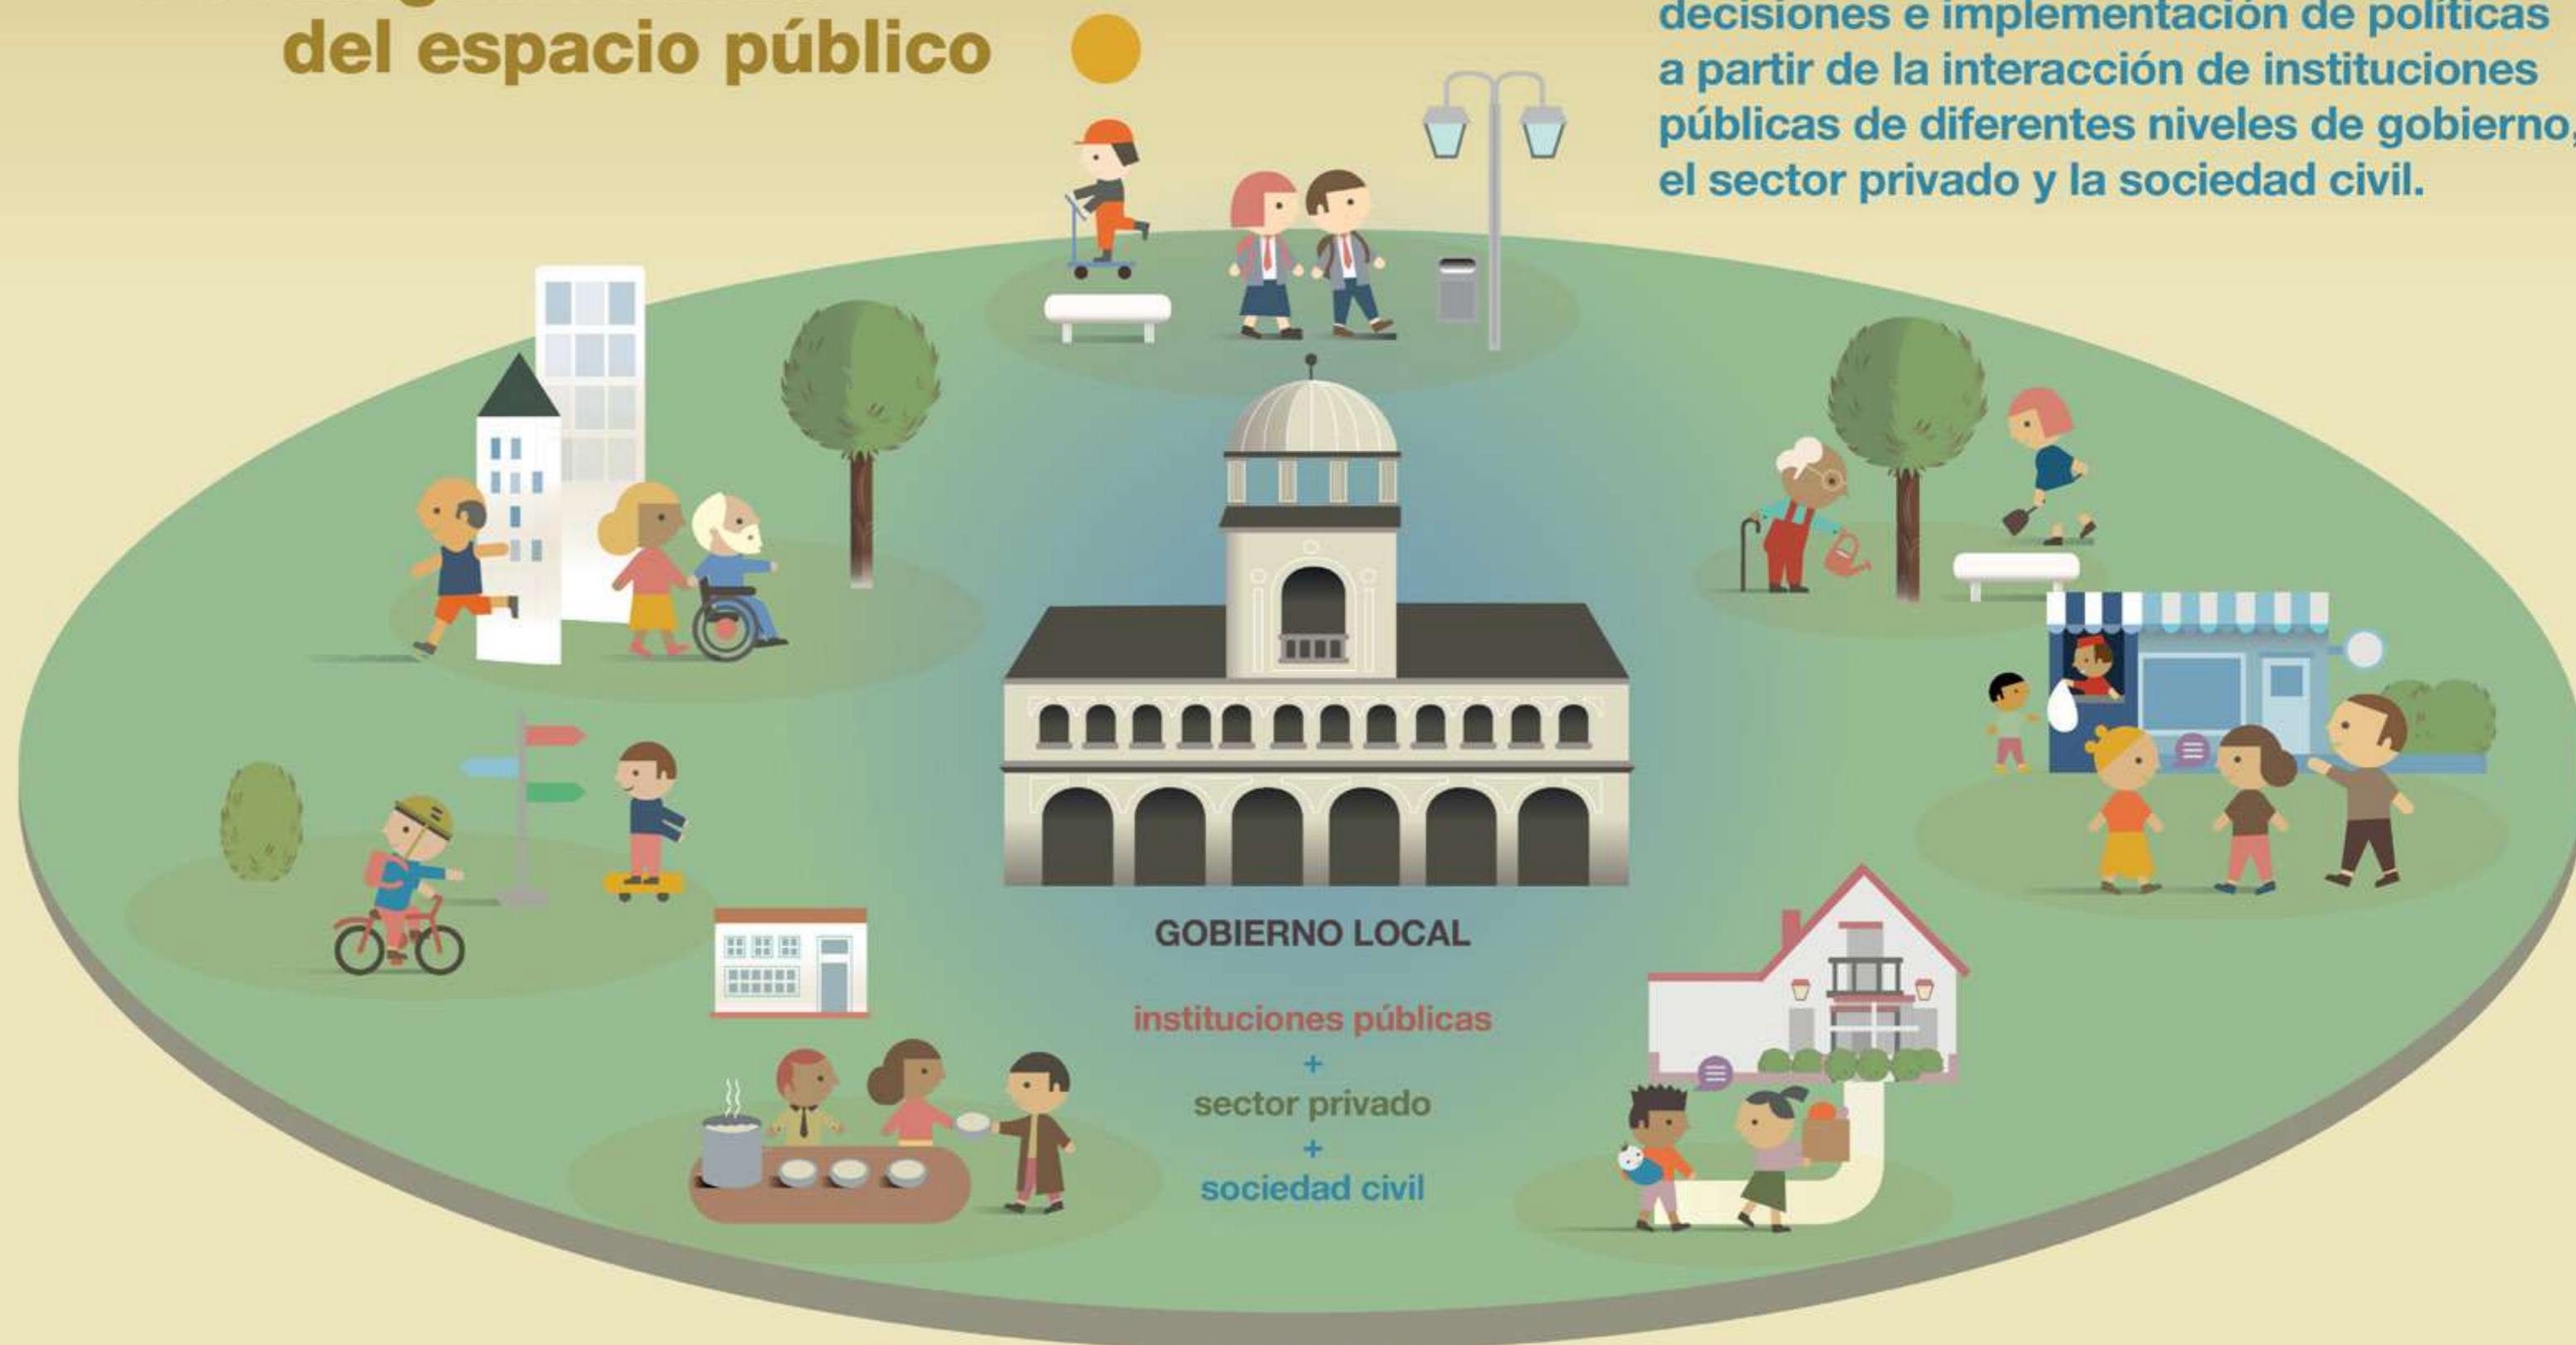 del espacio público
decisiones e implementación de políticas
a partir de la interacción de instituciones
públicas de diferentes niveles de gobierno,
el sector privado y la sociedad civil.
GOBIERNO LOCAL
instituciones públicas
+
sector privado
+
sociedad civil